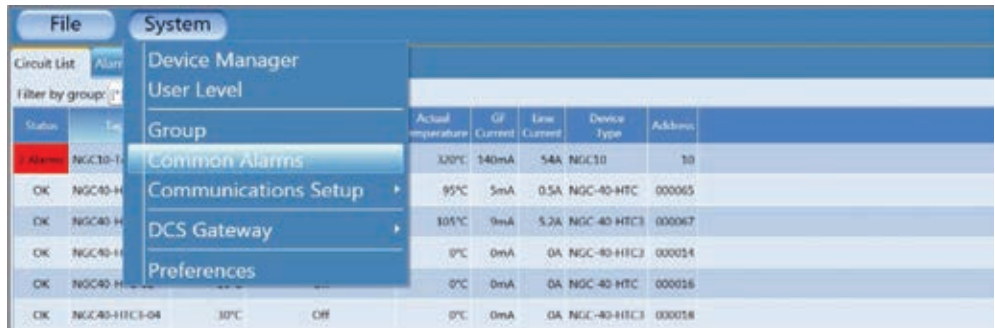 File System
Circuit List Alarm
Device Manager
Filter by group: User Level
Status Actual GF Line Device Address
Temperature Current Current Type
Group
Alarms Common Alarms 320°C 140mA 54A NGC10 10
OK Communications Setup 95°C 5mA 0.5A NGC-40-HTC 000065
OK DCS Gateway 105°C 9mA 5.2A NGC-40-HTC3 000067
OK 0°C 0mA 0A NGC-40-HTC3
Preferences
OK 0°C 0mA 0A NGC-40-HTC 000016
OK NGC40-HTC3-04 10°C Off 0°C 0mA 0A NGC-40-HTC3